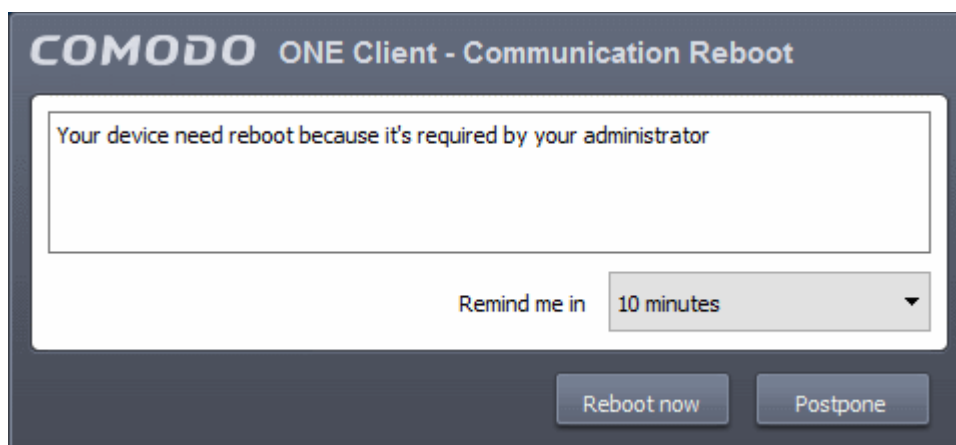 COMODO ONE Client - Communication Reboot
Your device need reboot because it's required by your administrator
Remind me in 10 minutes
Reboot now Postpone